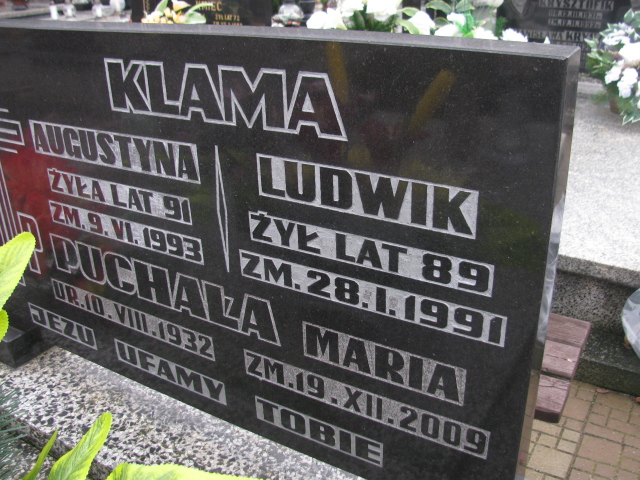 KLAMA
AUGUSTYNA
ŻYŁA LAT 91
ZM. 9. VI. 1993
LUDWIK
ŻYŁ LAT 89
ZM. 28. I. 1991
PUCHAŁA MARIA
UR. 10. VIII. 1932 ZM. 19. XII. 2009
JEZU UFAMY TOBIE